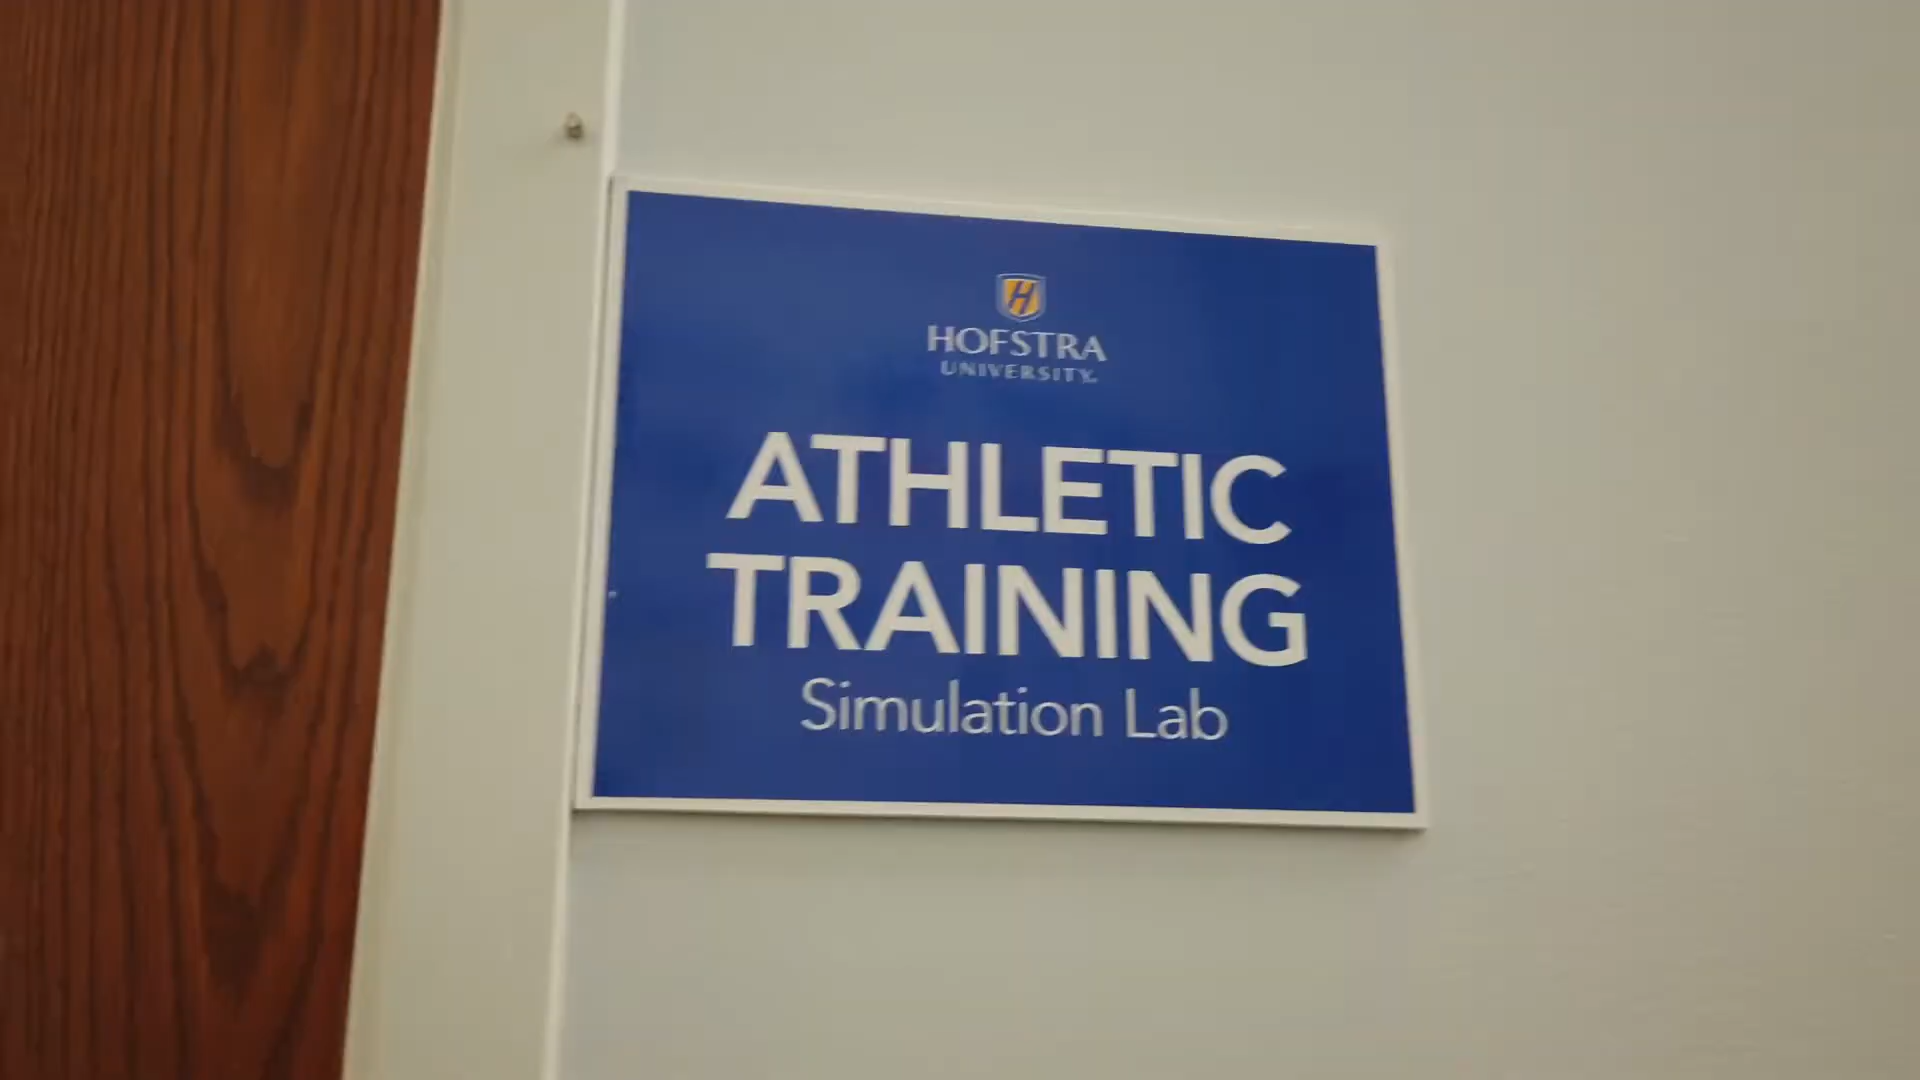 H
HOFSTRA
UNIVERSITY.
ATHLETIC
TRAINING
Simulation Lab